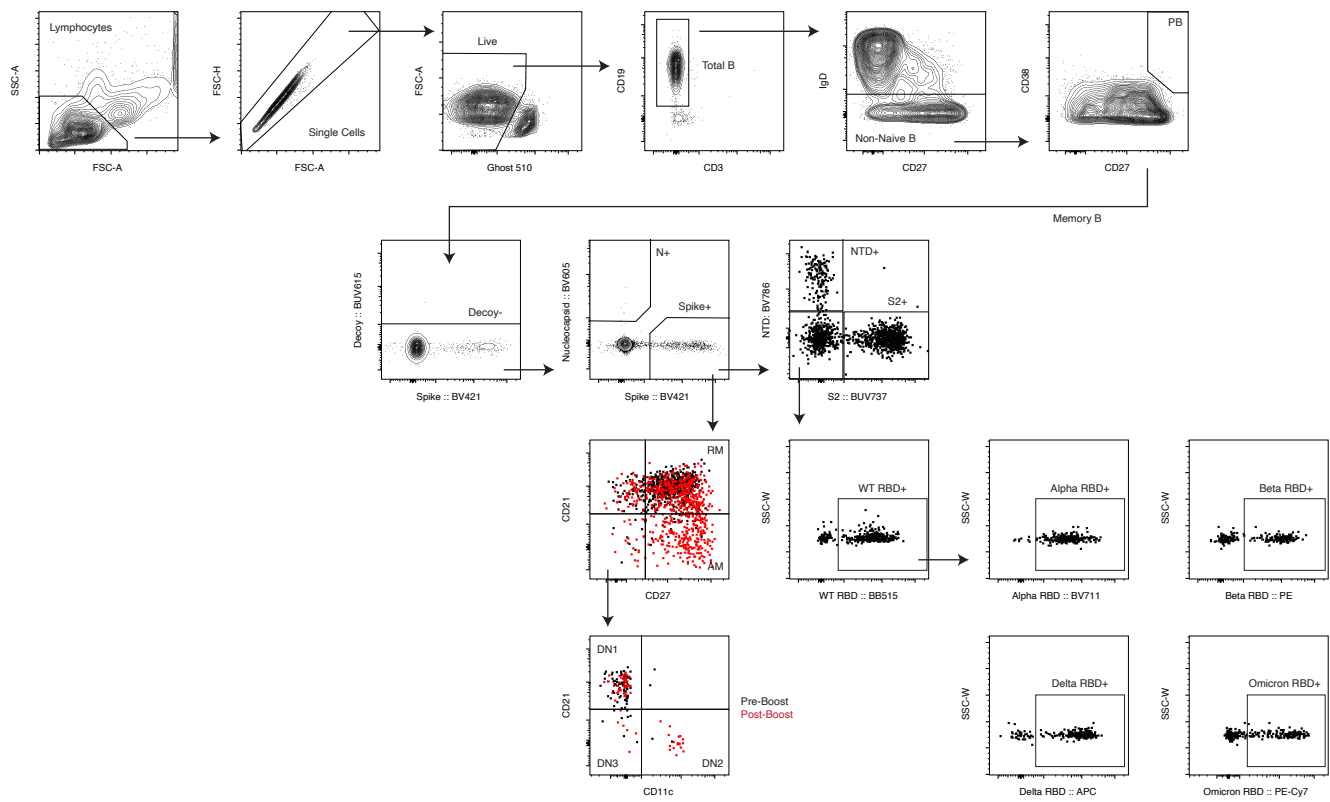 Lymphocytes
SSC-A
FSC-A
FSC-H
Single Cells
FSC-A
Live
FSC-A
Ghost 510
CD19
Total B
CD3
IgD
Non-Naive B
CD27
PB
CD38
CD27
Memory B
Decoy :: BUV615
Decoy-
Spike :: BV421
Nucleocapsid :: BV605
N+
Spike+
Spike :: BV421
NTD: BV786
NTD+
S2+
S2 :: BUV737
CD21
RM
AM
CD27
SSC-W
WT RBD+
WT RBD :: BB515
SSC-W
Alpha RBD+
Alpha RBD :: BV711
SSC-W
Beta RBD+
Beta RBD :: PE
CD21
DN1
DN3
DN2
CD11c
Pre-Boost
Post-Boost
SSC-W
Delta RBD+
Delta RBD :: APC
SSC-W
Omicron RBD+
Omicron RBD :: PE-Cy7